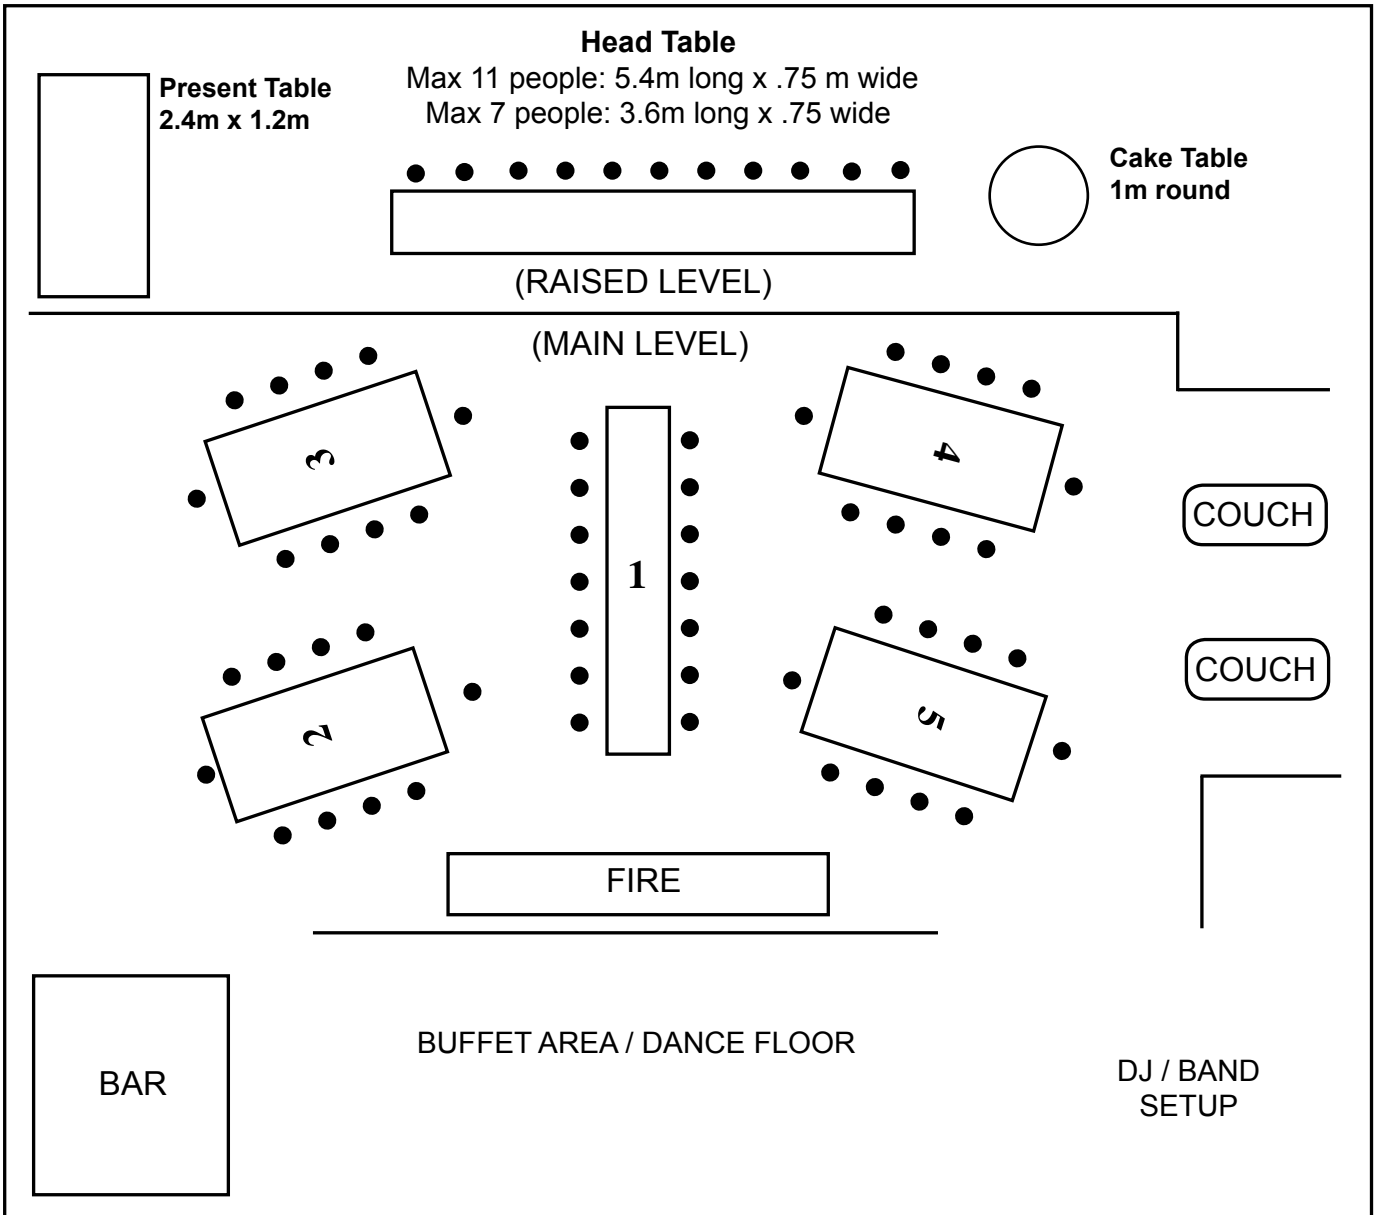 Head Table
Max 11 people: 5.4m long x .75 m wide
Max 7 people: 3.6m long x .75 wide
Present Table
2.4m x 1.2m
Cake Table
1m round
(RAISED LEVEL)
(MAIN LEVEL)
3
4
1
COUCH
COUCH
2
5
FIRE
BUFFET AREA / DANCE FLOOR
BAR
DJ / BAND
SETUP